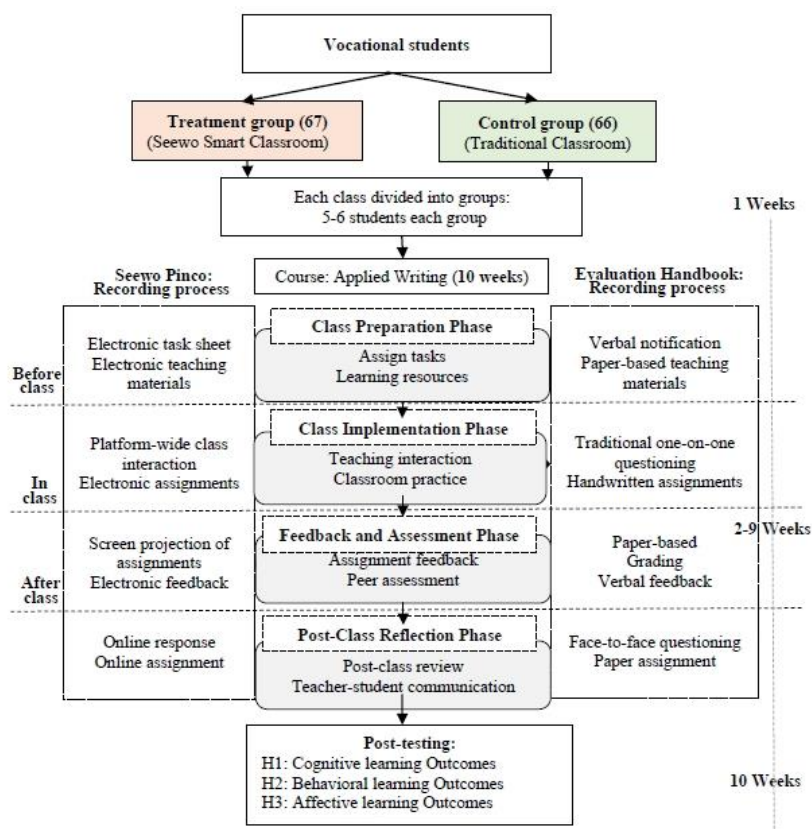 Vocational students
Treatment group (67)
(Seewo Smart Classroom)
Control group (66)
(Traditional Classroom)
Each class divided into groups:
5-6 students each group
1 Weeks
Seewo Pinco:
Recording process
Course: Applied Writing (10 weeks)
Evaluation Handbook:
Recording process
Before
class
Electronic task sheet
Electronic teaching
materials
Class Preparation Phase
Assign tasks
Learning resources
Verbal notification
Paper-based teaching
materials
In
class
Platform-wide class
interaction
Electronic assignments
Class Implementation Phase
Teaching interaction
Classroom practice
Traditional one-on-one
questioning
Handwritten assignments
2-9 Weeks
After
class
Screen projection of
assignments
Electronic feedback
Feedback and Assessment Phase
Assignment feedback
Peer assessment
Paper-based
Grading
Verbal feedback
Online response
Online assignment
Post-Class Reflection Phase
Post-class review
Teacher-student communication
Face-to-face questioning
Paper assignment
Post-testing:
H1: Cognitive learning Outcomes
H2: Behavioral learning Outcomes
H3: Affective learning Outcomes
10 Weeks